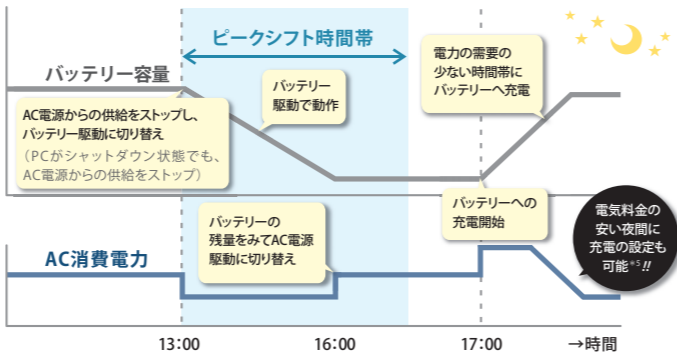 ピークシフト時間帯
バッテリー容量
AC電源からの供給をストップし、
バッテリー駆動に切り替え
（PCがシャットダウン状態でも、
AC電源からの供給をストップ）
バッテリー
駆動で動作
電力の需要の
少ない時間帯に
バッテリーへ充電
バッテリーへの
充電開始
バッテリーの
残量をみてAC電源
駆動に切り替え
AC消費電力
電気料金の
安い夜間に
充電の設定も
可能*5!!
13:00
16:00
17:00
→時間